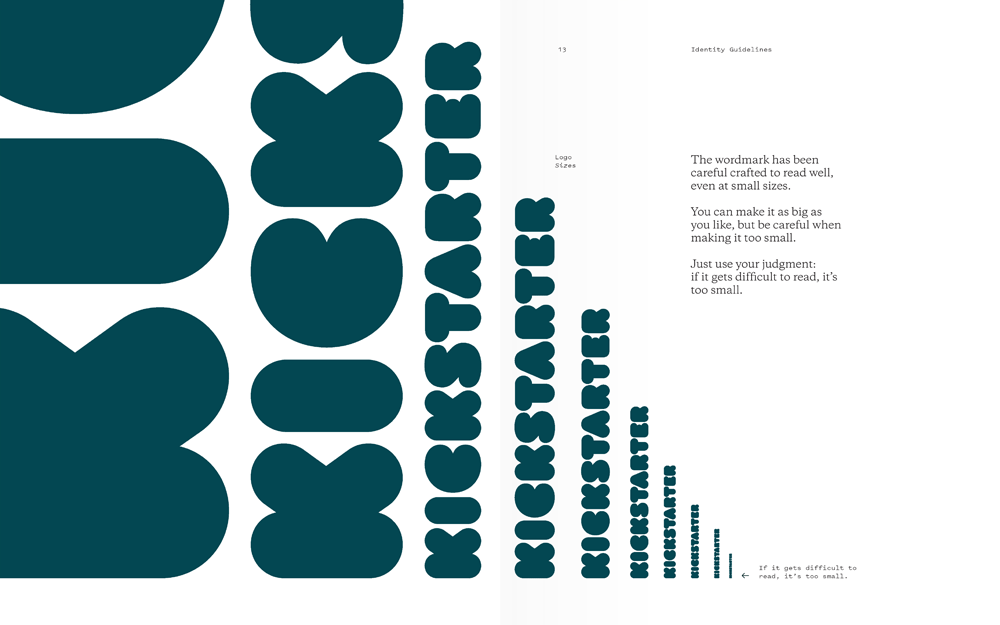 KI
KICKS
KICKSTARTER
KICKSTARTER
KICKSTARTER
KICKSTARTER
KICKSTARTER
KICKSTARTER
KICKSTARTER
13
Identity Guidelines
Logo
Sizes
The wordmark has been
careful crafted to read well,
even at small sizes.
You can make it as big as
you like, but be careful when
making it too small.
Just use your judgment:
if it gets difficult to read, it's
too small.
← If it gets difficult to
read, it's too small.